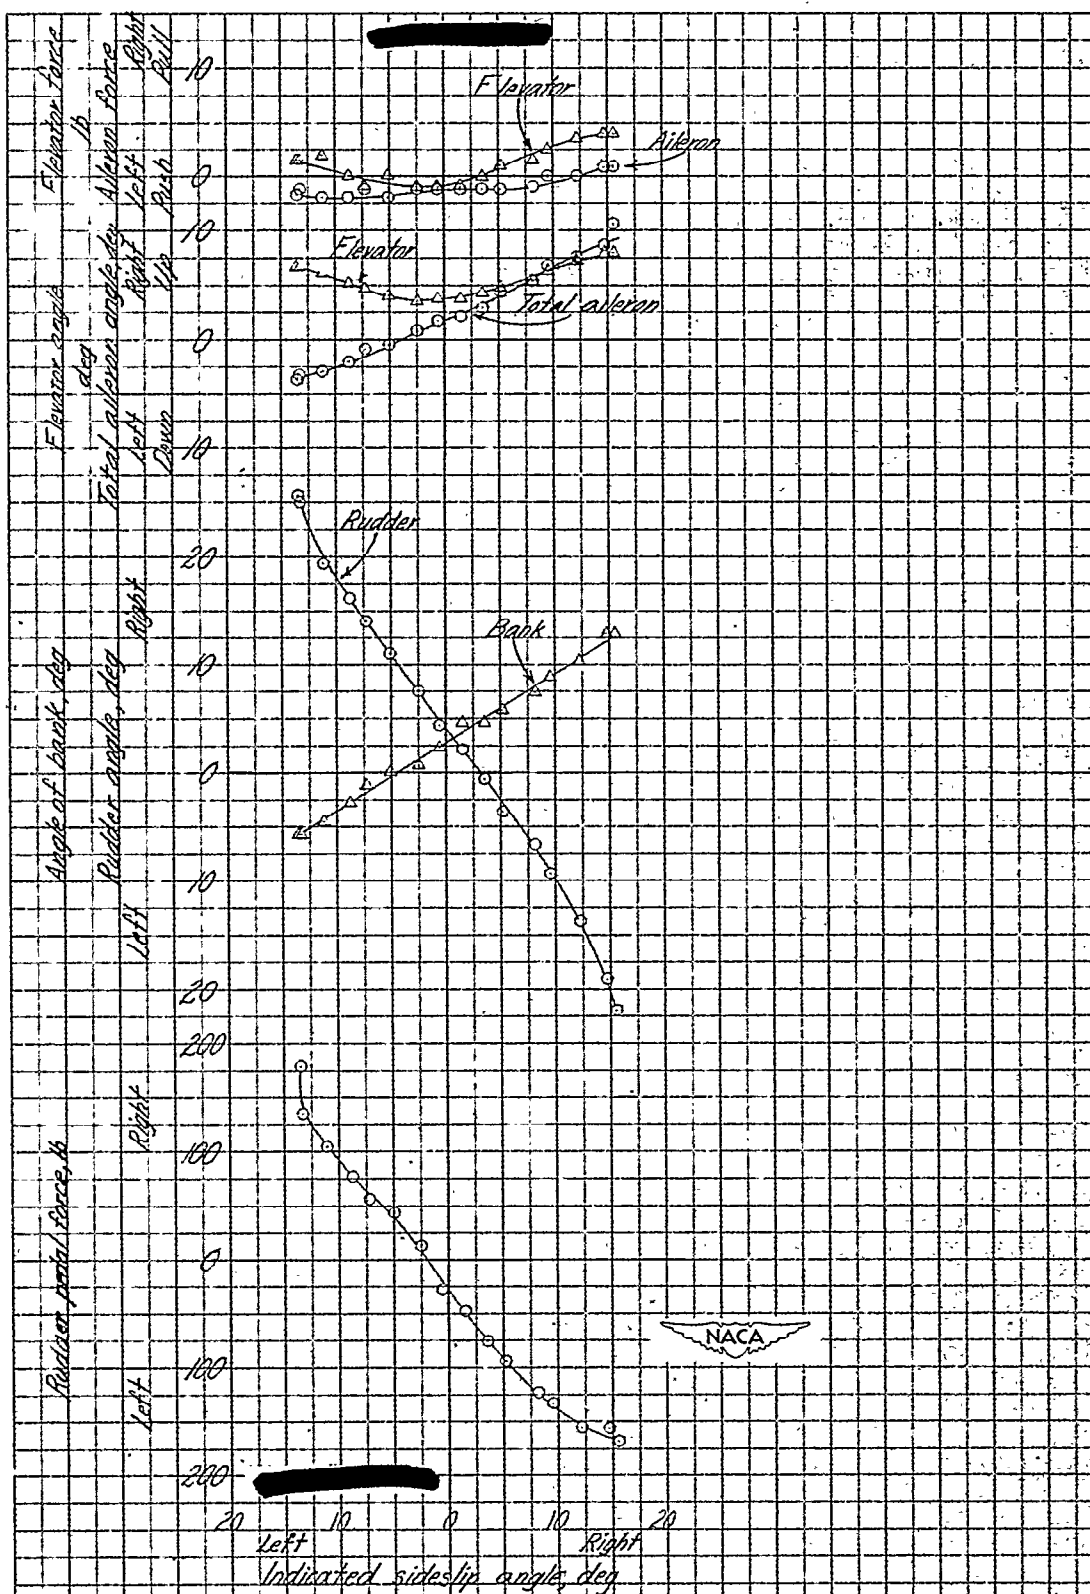 Elevator force
lb
Aileron force
Left Right
Push Pull
10
0
Elevator
Aileron
Elevator angle
deg
Total aileron angle, deg
Left Right
Down Up
10
0
10
Elevator
Total aileron
Angle of bank, deg
Rudder angle, deg
Left Right
20
10
0
10
20
Rudder
Bank
Rudder pedal force, lb
Left Right
200
100
0
100
200
NACA
20 10 0 10 20
Left Right
Indicated sideslip angle, deg